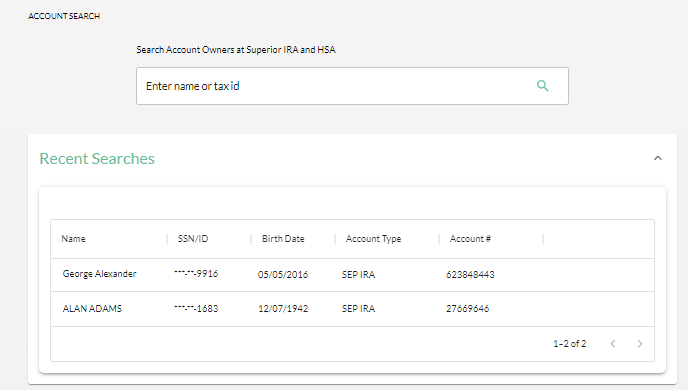 ACCOUNT SEARCH
Search Account Owners at Superior IRA and HSA
Enter name or tax id
Recent Searches
Name SSN/ID Birth Date Account Type Account #
George Alexander ***-**-9916 05/05/2016 SEP IRA 623848443
ALAN ADAMS ***-**-1683 12/07/1942 SEP IRA 27669646
1–2 of 2